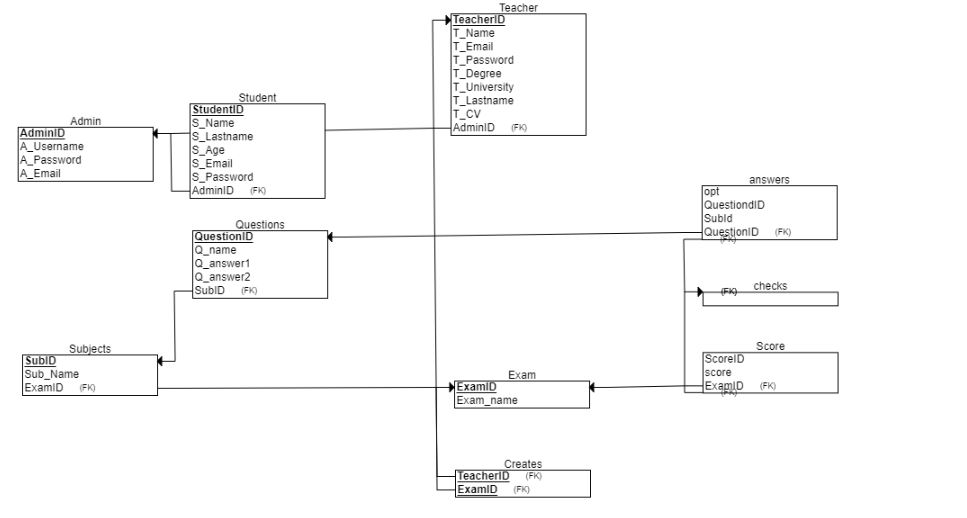 Teacher
TeacherID
T_Name
T_Email
T_Password
T_Degree
T_University
T_Lastname
T_CV
AdminID (FK)
Student
StudentID
S_Name
S_Lastname
S_Age
S_Email
S_Password
AdminID (FK)
Admin
AdminID
A_Username
A_Password
A_Email
answers
opt
QuestiondID
SubId
QuestionID (FK)
(FK)
Questions
QuestionID
Q_name
Q_answer1
Q_answer2
SubID (FK)
checks
(FK)
Subjects
SubID
Sub_Name
ExamID (FK)
Exam
ExamID
Exam_name
Score
ScoreID
score
ExamID (FK)
(FK)
Creates
TeacherID (FK)
ExamID (FK)